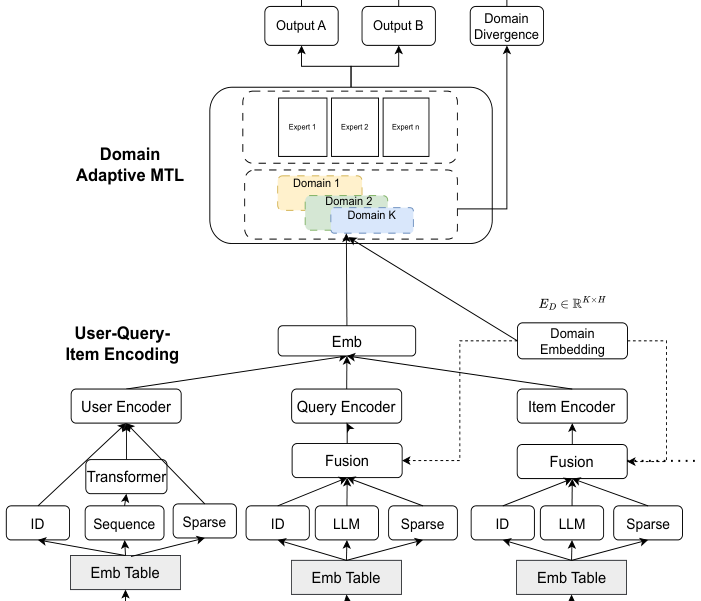 Output A
Output B
Domain
Divergence
Expert 1
Expert 2
Expert n
Domain
Adaptive MTL
Domain 1
Domain 2
Domain K
E_D ∈ ℝ^{K×H}
User-Query-
Item Encoding
Emb
Domain
Embedding
User Encoder
Query Encoder
Item Encoder
Transformer
Fusion
Fusion
ID
Sequence
Sparse
ID
LLM
Sparse
ID
LLM
Sparse
Emb Table
Emb Table
Emb Table